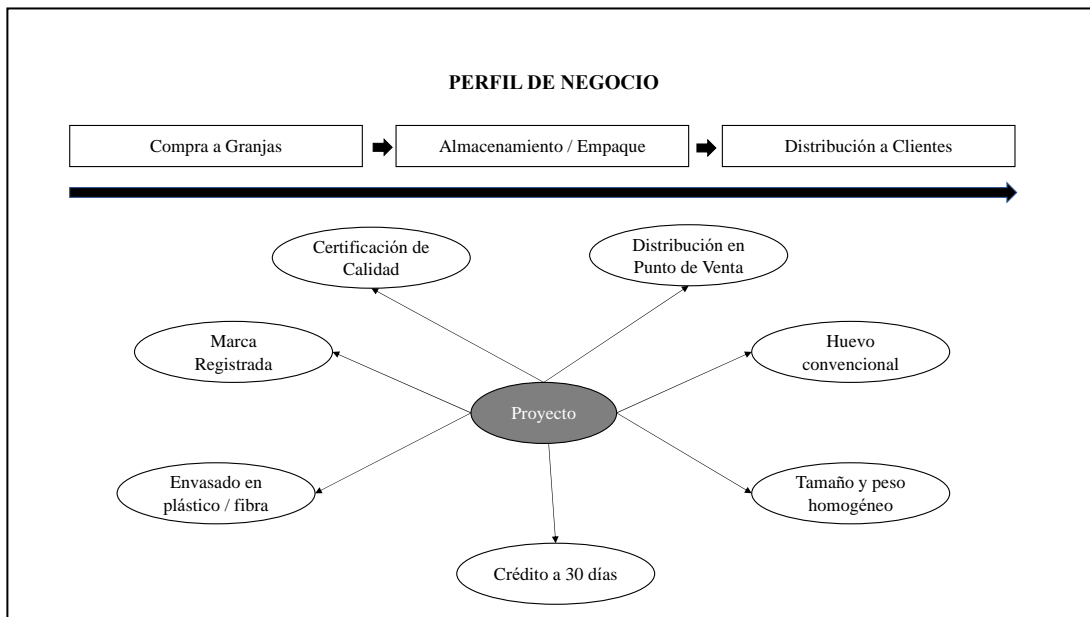 PERFIL DE NEGOCIO
Compra a Granjas
Almacenamiento / Empaque
Distribución a Clientes
Certificación de
Calidad
Distribución en
Punto de Venta
Marca
Registrada
Huevo
convencional
Proyecto
Envasado en
plástico / fibra
Tamaño y peso
homogéneo
Crédito a 30 días